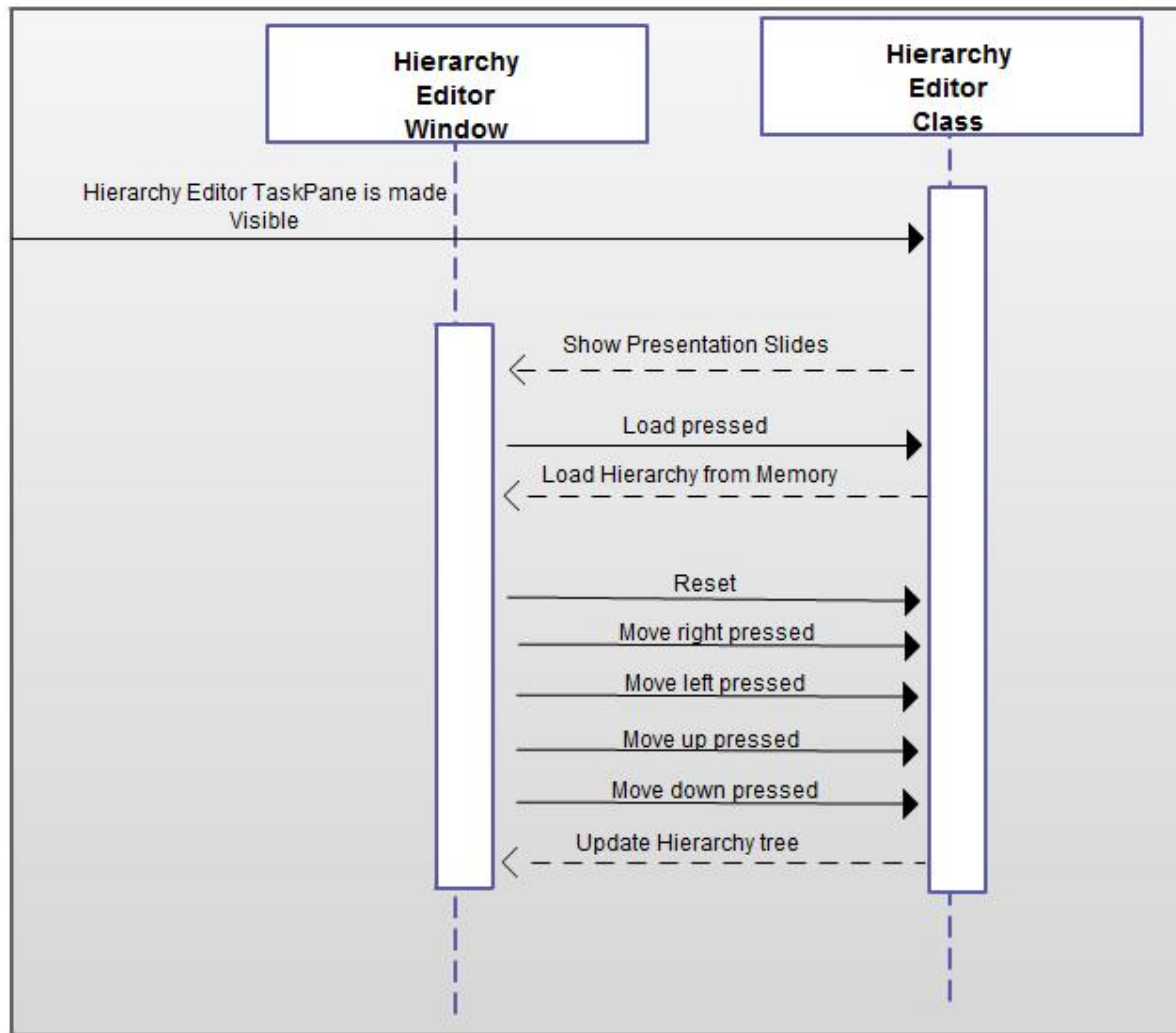 Hierarchy
Editor
Window
Hierarchy
Editor
Class
Hierarchy Editor TaskPane is made
Visible
Show Presentation Slides
Load pressed
Load Hierarchy from Memory
Reset
Move right pressed
Move left pressed
Move up pressed
Move down pressed
Update Hierarchy tree